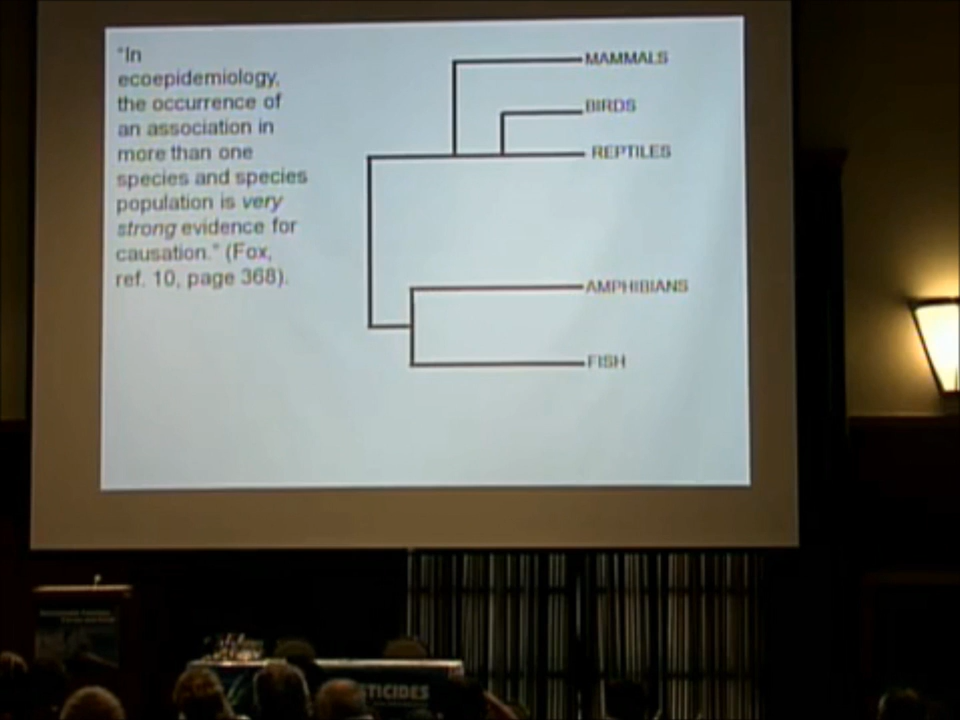 "In
ecoepidemiology,
the occurrence of
an association in
more than one
species and species
population is very
strong evidence for
causation." (Fox,
ref. 10, page 368).
MAMMALS
BIRDS
REPTILES
AMPHIBIANS
FISH
TICIDES